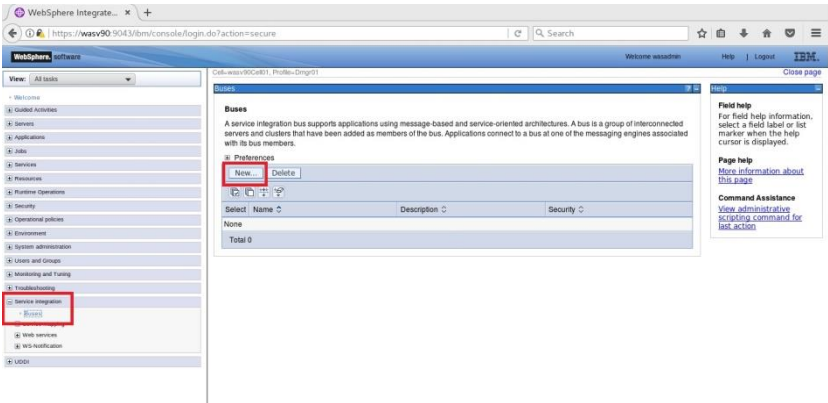 WebSphere Integrate...
https://wasv90:9043/ibm/console/login.do?action=secure
Search
WebSphere. software
Welcome wasadmin
Help | Logout
IBM.
View: All tasks
Cell=wasv90Cell01, Profile=Dmgr01
Close page
Welcome
Guided Activities
Servers
Applications
Jobs
Services
Resources
Runtime Operations
Security
Operational policies
Environment
System administration
Users and Groups
Monitoring and Tuning
Troubleshooting
Service integration
Buses
Web services
WS-Notification
UDDI
Buses
Buses
A service integration bus supports applications using message-based and service-oriented architectures. A bus is a group of interconnected
servers and clusters that have been added as members of the bus. Applications connect to a bus at one of the messaging engines associated
with its bus members.
Preferences
New... Delete
Select Name Description Security
None
Total 0
Help
Field help
For field help information,
select a field label or list
marker when the help
cursor is displayed.
Page help
More information about
this page
Command Assistance
View administrative
scripting command for
last action